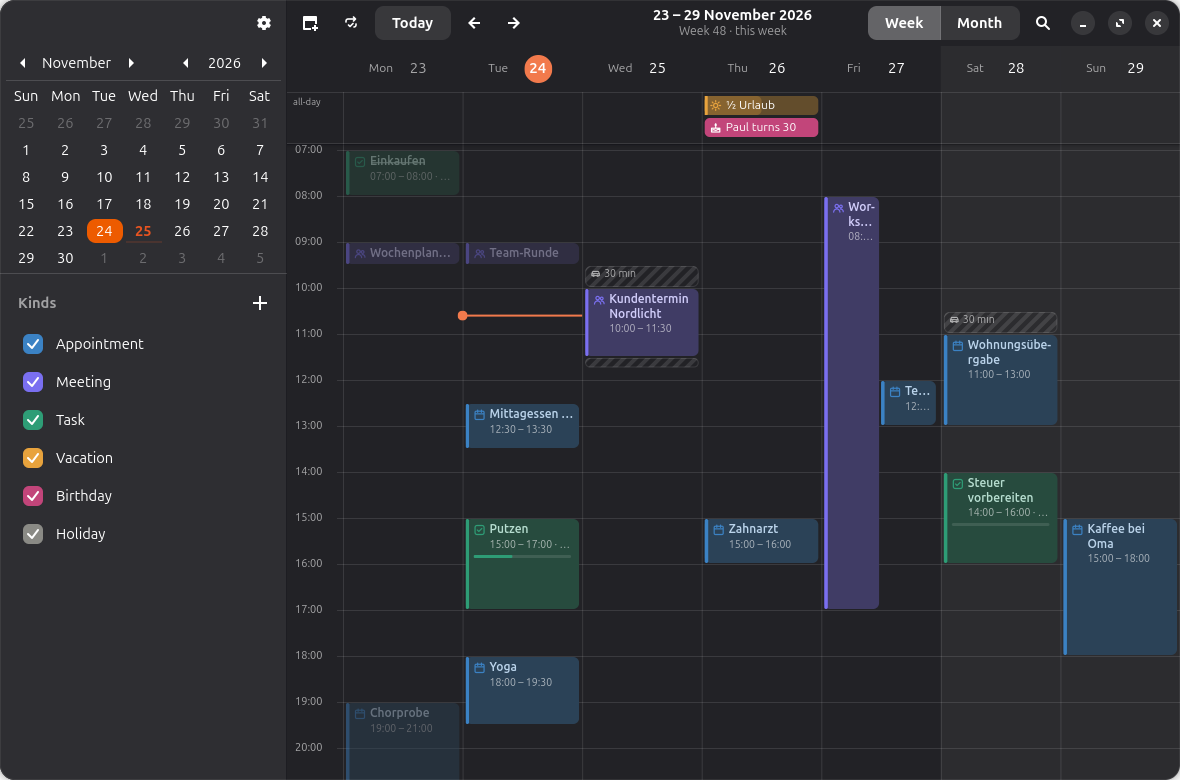 Today
23 – 29 November 2026
Week 48 · this week
Week
Month
November
2026
Sun Mon Tue Wed Thu Fri Sat
25 26 27 28 29 30 31
1 2 3 4 5 6 7
8 9 10 11 12 13 14
15 16 17 18 19 20 21
22 23 24 25 26 27 28
29 30 1 2 3 4 5
Kinds
Appointment
Meeting
Task
Vacation
Birthday
Holiday
Mon 23
Tue 24
Wed 25
Thu 26
Fri 27
Sat 28
Sun 29
all-day
½ Urlaub
Paul turns 30
07:00
08:00
09:00
10:00
11:00
12:00
13:00
14:00
15:00
16:00
17:00
18:00
19:00
20:00
Einkaufen
07:00 – 08:00 · …
Wochenplan…
Chorprobe
19:00 – 21:00
Team-Runde
Mittagessen …
12:30 – 13:30
Putzen
15:00 – 17:00 · …
Yoga
18:00 – 19:30
30 min
Kundentermin
Nordlicht
10:00 – 11:30
Zahnarzt
15:00 – 16:00
Wor-
ks…
08:…
Te…
12:…
30 min
Wohnungsübe-
rgabe
11:00 – 13:00
Steuer
vorbereiten
14:00 – 16:00 · …
Kaffee bei
Oma
15:00 – 18:00